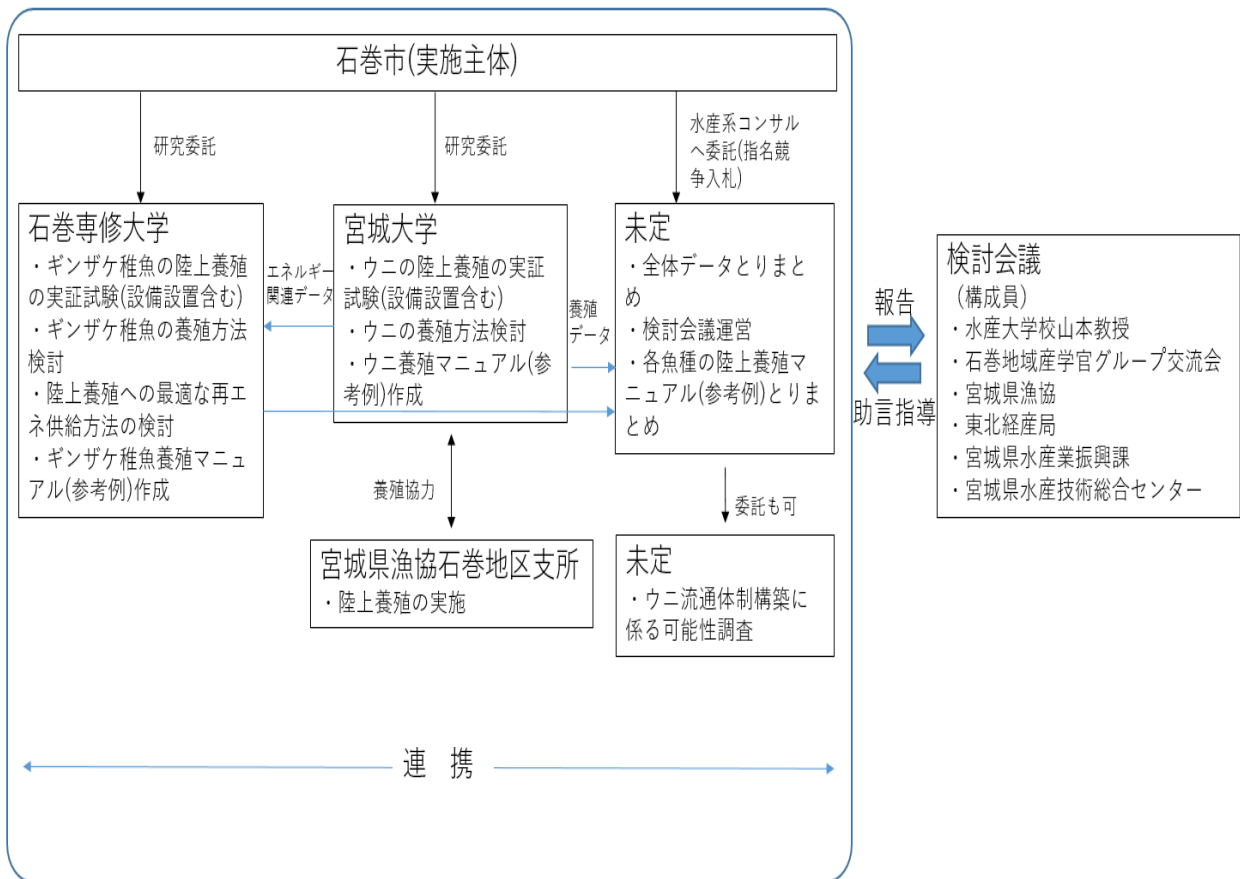 石巻市(実施主体)
研究委託
研究委託
水産系コンサル
へ委託(指名競
争入札)
石巻専修大学
・ギンザケ稚魚の陸上養殖
の実証試験(設備設置含む)
・ギンザケ稚魚の養殖方法
検討
・陸上養殖への最適な再エ
ネ供給方法の検討
・ギンザケ稚魚養殖マニュ
アル(参考例)作成
エネルギー
関連データ
宮城大学
・ウニの陸上養殖の実証
試験(設備設置含む)
・ウニの養殖方法検討
・ウニ養殖マニュアル(参
考例)作成
養殖
データ
未定
・全体データとりまと
め
・検討会議運営
・各魚種の陸上養殖マ
ニュアル(参考例)とりま
とめ
報告
助言指導
検討会議
(構成員)
・水産大学校山本教授
・石巻地域産学官グループ交流会
・宮城県漁協
・東北経産局
・宮城県水産業振興課
・宮城県水産技術総合センター
養殖協力
委託も可
宮城県漁協石巻地区支所
・陸上養殖の実施
未定
・ウニ流通体制構築に
係る可能性調査
連 携